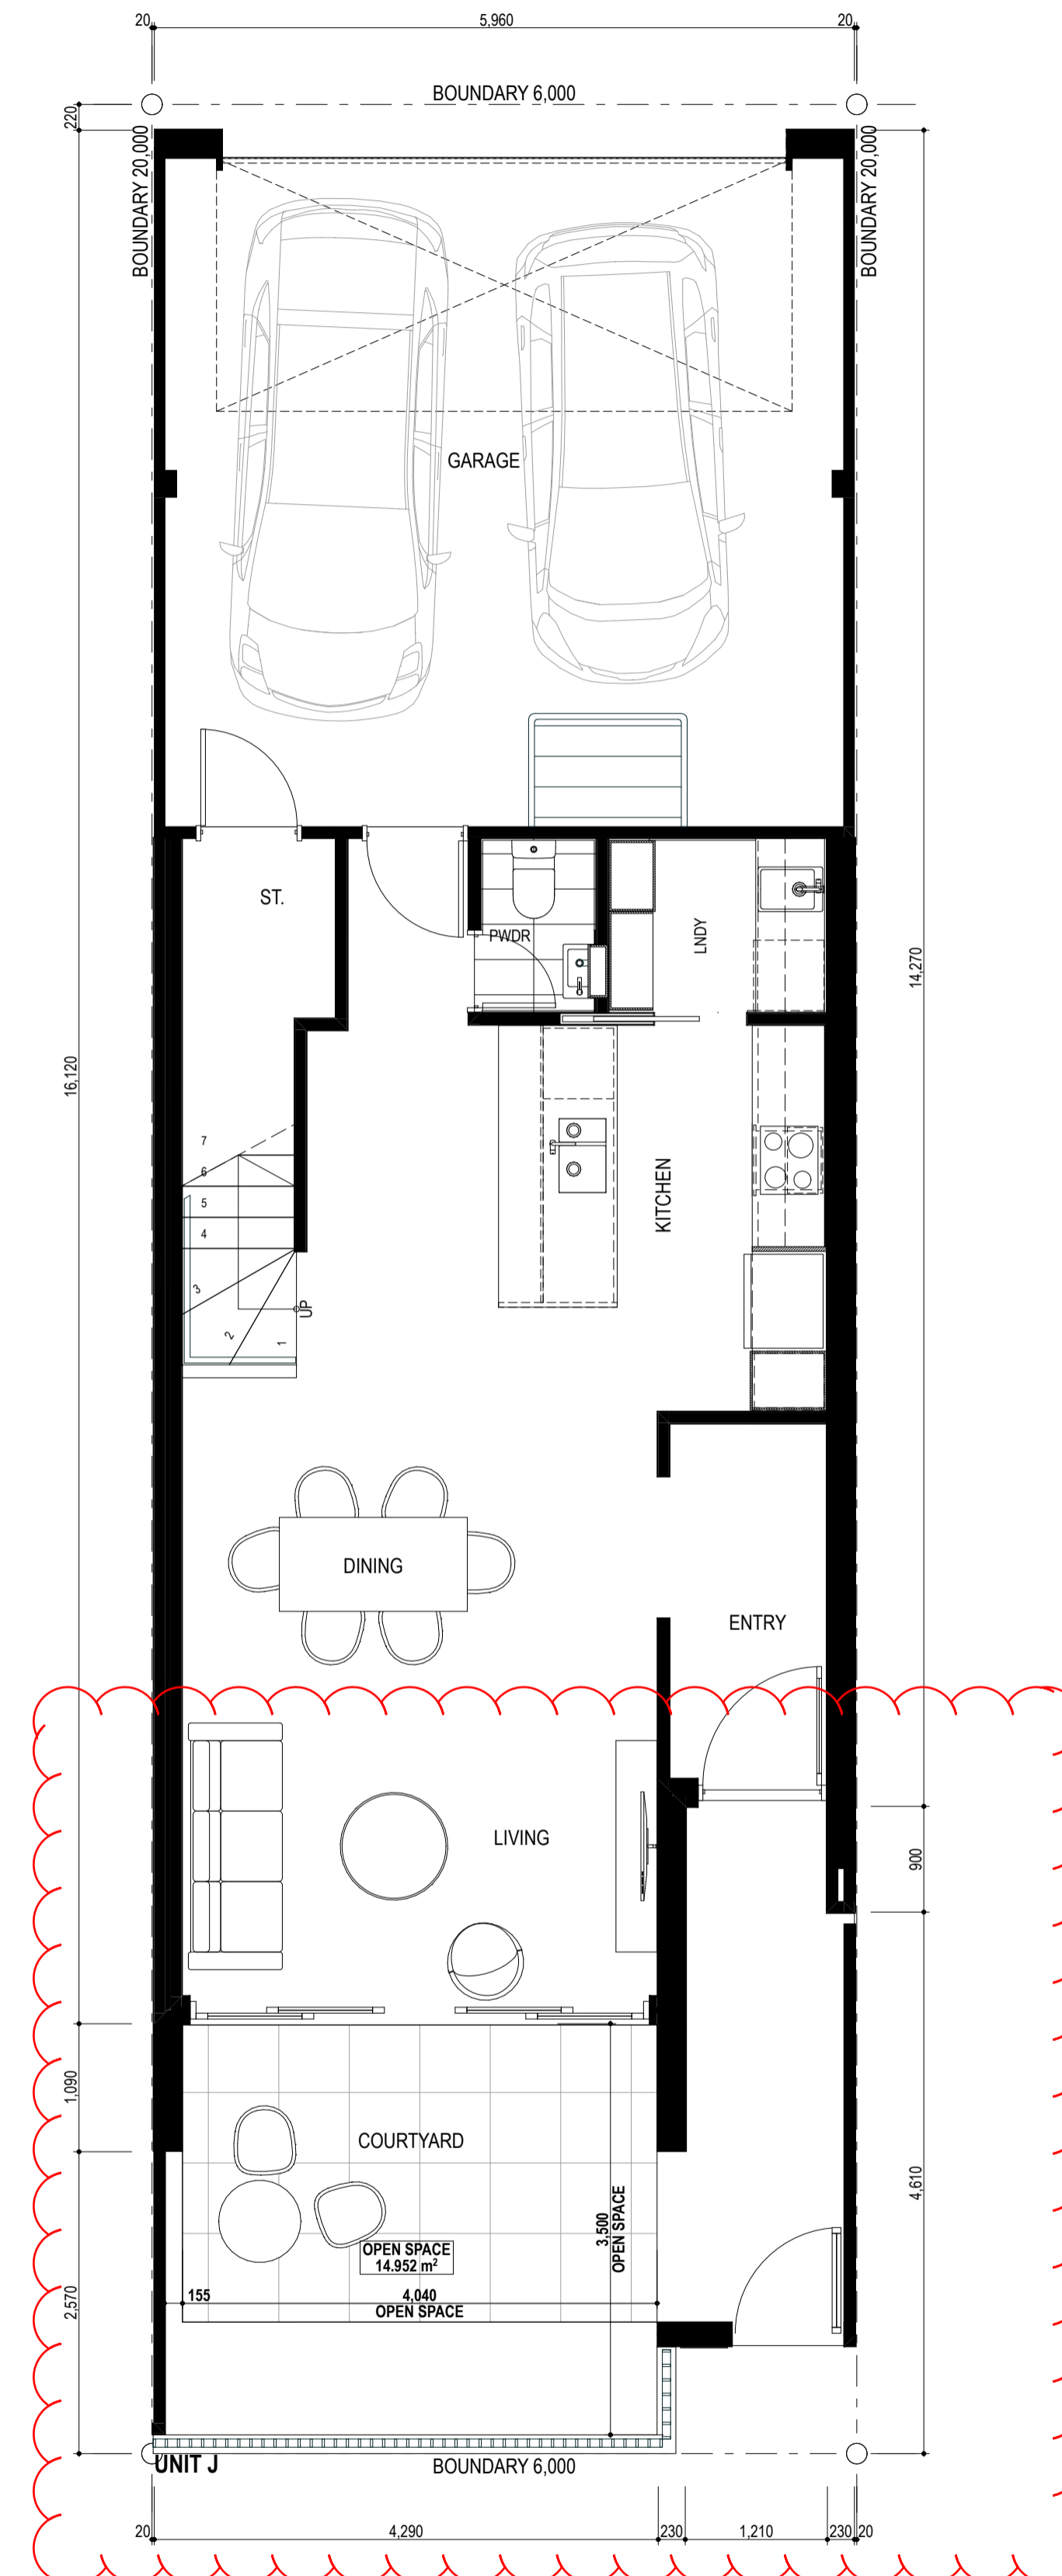 20
5,960
20
BOUNDARY 6,000
220
BOUNDARY 20,000
BOUNDARY 20,000
GARAGE
ST.
PWDR
LNDY
14,270
16,120
7
6
5
4
3
2
1
UP
KITCHEN
DINING
ENTRY
LIVING
900
1,090
COURTYARD
3,500
OPEN SPACE
4,610
OPEN SPACE
14.952 m²
155
4,040
OPEN SPACE
2,570
UNIT J
BOUNDARY 6,000
20
4,290
230
1,210
230
20